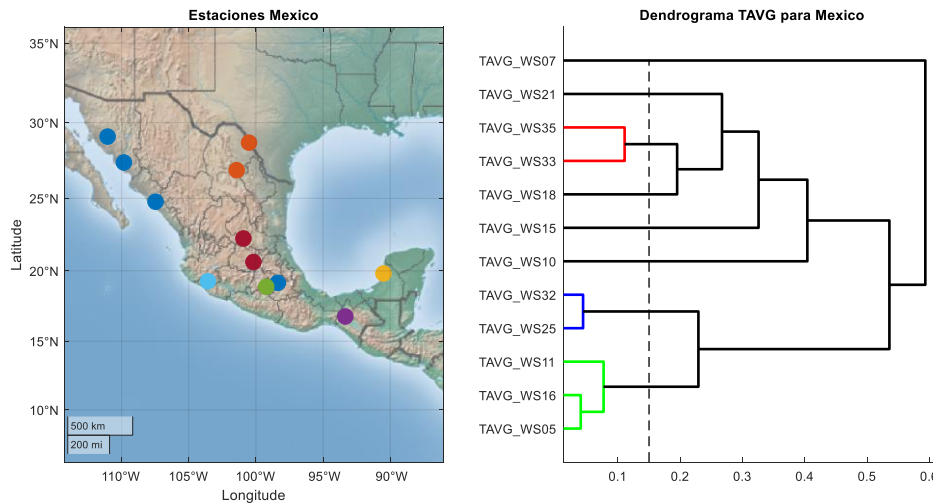 Estaciones Mexico
35°N
30°N
25°N
20°N
15°N
10°N
Latitude
500 km
200 mi
110°W 105°W 100°W 95°W 90°W
Longitude
Dendrograma TAVG para Mexico
TAVG_WS07
TAVG_WS21
TAVG_WS35
TAVG_WS33
TAVG_WS18
TAVG_WS15
TAVG_WS10
TAVG_WS32
TAVG_WS25
TAVG_WS11
TAVG_WS16
TAVG_WS05
0.1 0.2 0.3 0.4 0.5 0.6